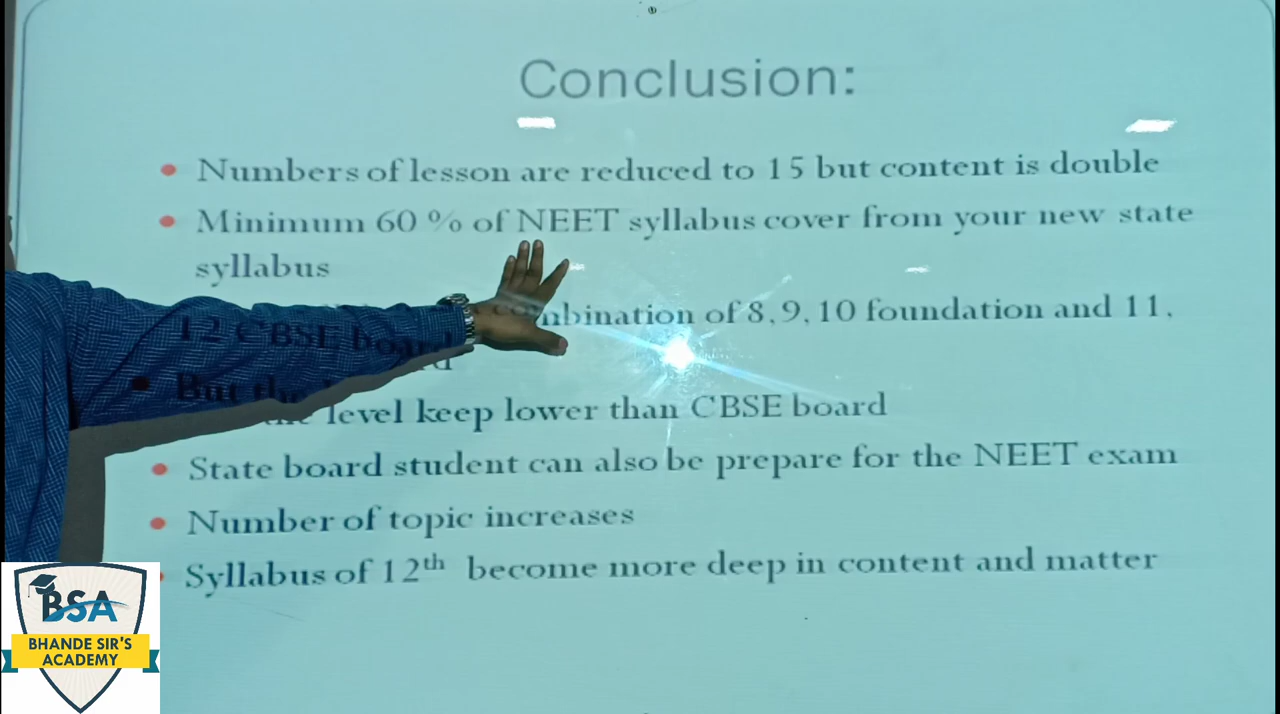 Conclusion:
Numbers of lesson are reduced to 15 but content is double
Minimum 60 % of NEET syllabus cover from your new state
syllabus
of 8, 9, 10 foundation and 11,
12 CBSE board
But the level keep lower than CBSE board
State board student can also be prepare for the NEET exam
Number of topic increases
Syllabus of 12th become more deep in content and matter
BSA
BHANDE SIR'S
ACADEMY